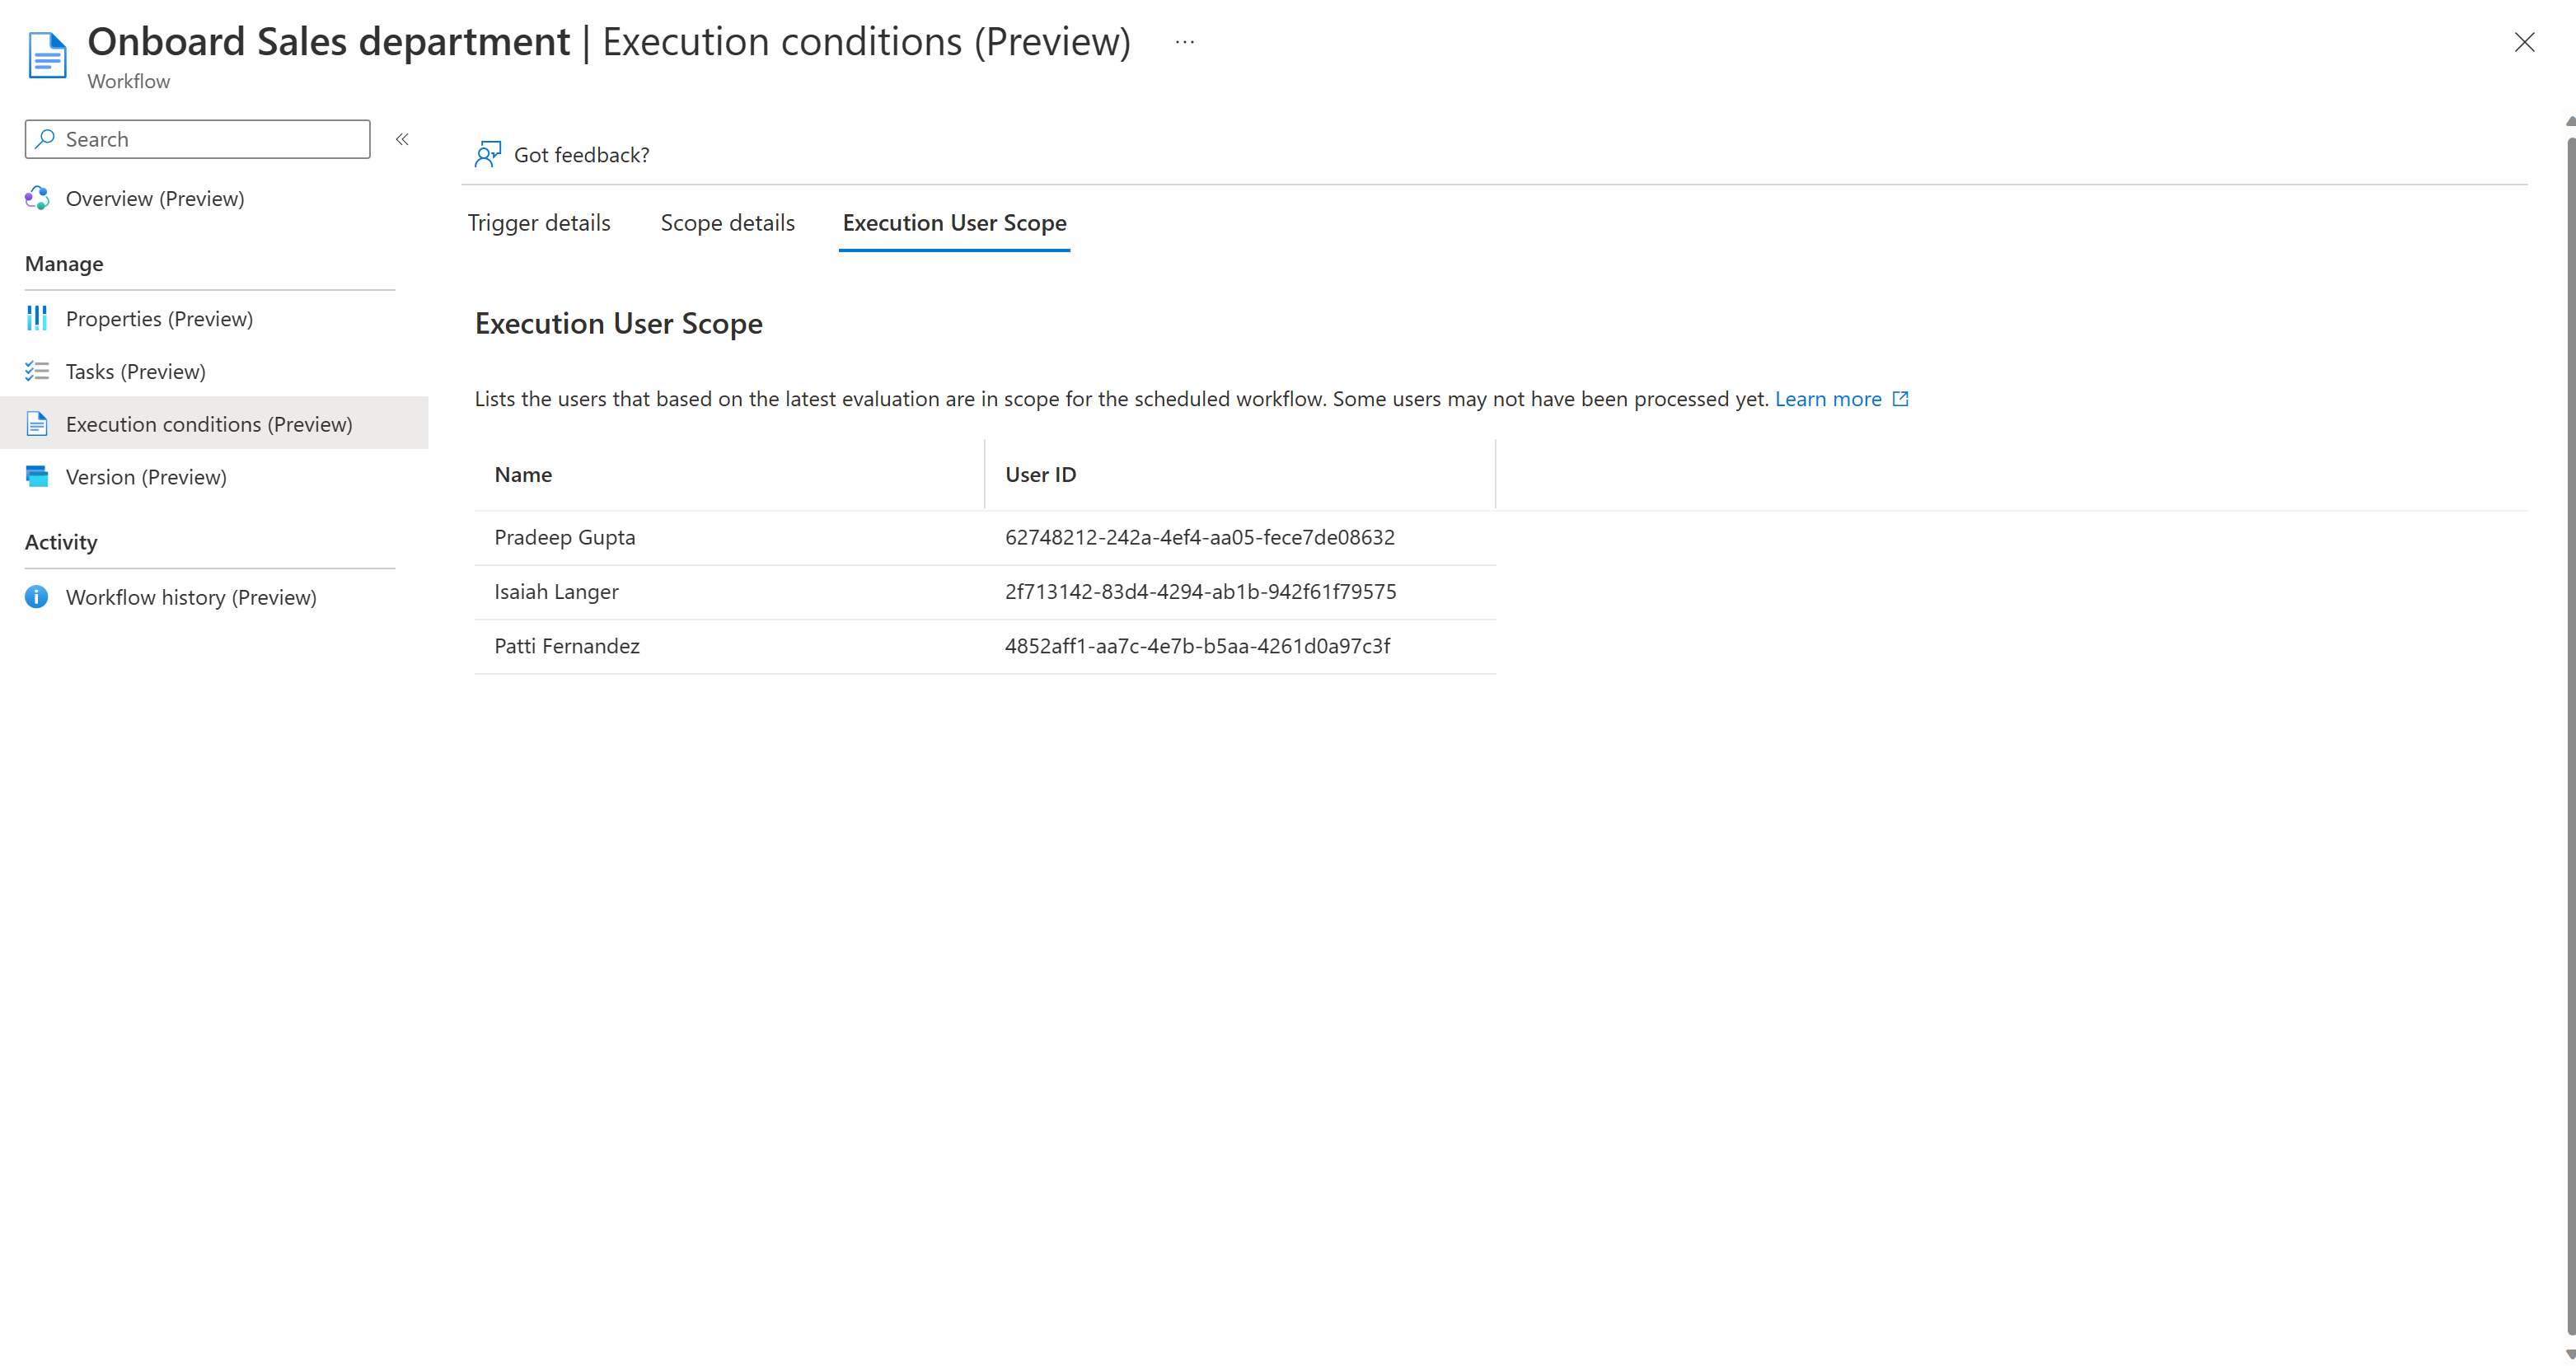 Onboard Sales department | Execution conditions (Preview) ...
Workflow
Search
Overview (Preview)
Manage
Properties (Preview)
Tasks (Preview)
Execution conditions (Preview)
Version (Preview)
Activity
Workflow history (Preview)
Got feedback?
Trigger details Scope details Execution User Scope
Execution User Scope
Lists the users that based on the latest evaluation are in scope for the scheduled workflow. Some users may not have been processed yet. Learn more
Name User ID
Pradeep Gupta 62748212-242a-4ef4-aa05-fece7de08632
Isaiah Langer 2f713142-83d4-4294-ab1b-942f61f79575
Patti Fernandez 4852aff1-aa7c-4e7b-b5aa-4261d0a97c3f